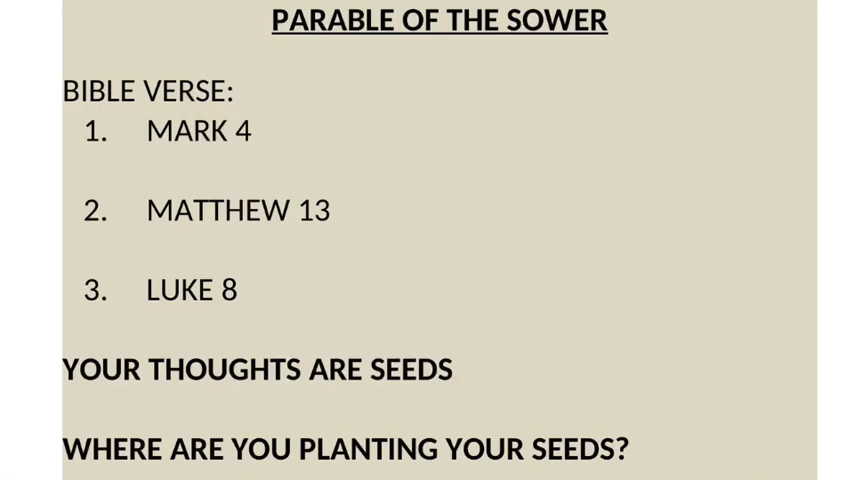 PARABLE OF THE SOWER
BIBLE VERSE:
1. MARK 4
2. MATTHEW 13
3. LUKE 8
YOUR THOUGHTS ARE SEEDS
WHERE ARE YOU PLANTING YOUR SEEDS?